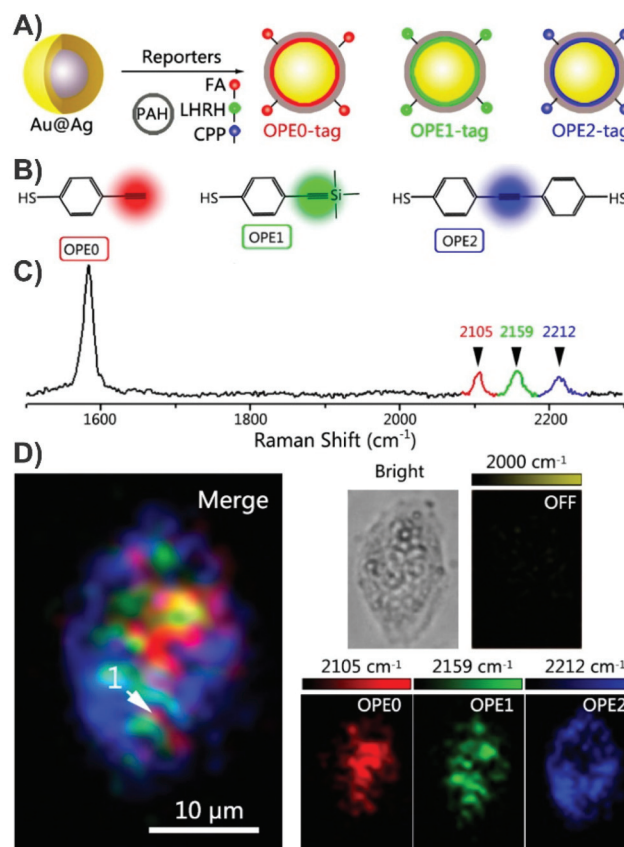 A)
Au@Ag
Reporters
PAH
FA
LHRH
CPP
OPE0-tag
OPE1-tag
OPE2-tag
B)
HS
OPE0
HS
Si
OPE1
HS
HS
OPE2
C)
2105
2159
2212
1600
1800
2000
2200
Raman Shift (cm⁻¹)
D)
Merge
1
10 μm
Bright
2000 cm⁻¹
OFF
2105 cm⁻¹
2159 cm⁻¹
2212 cm⁻¹
OPE0
OPE1
OPE2